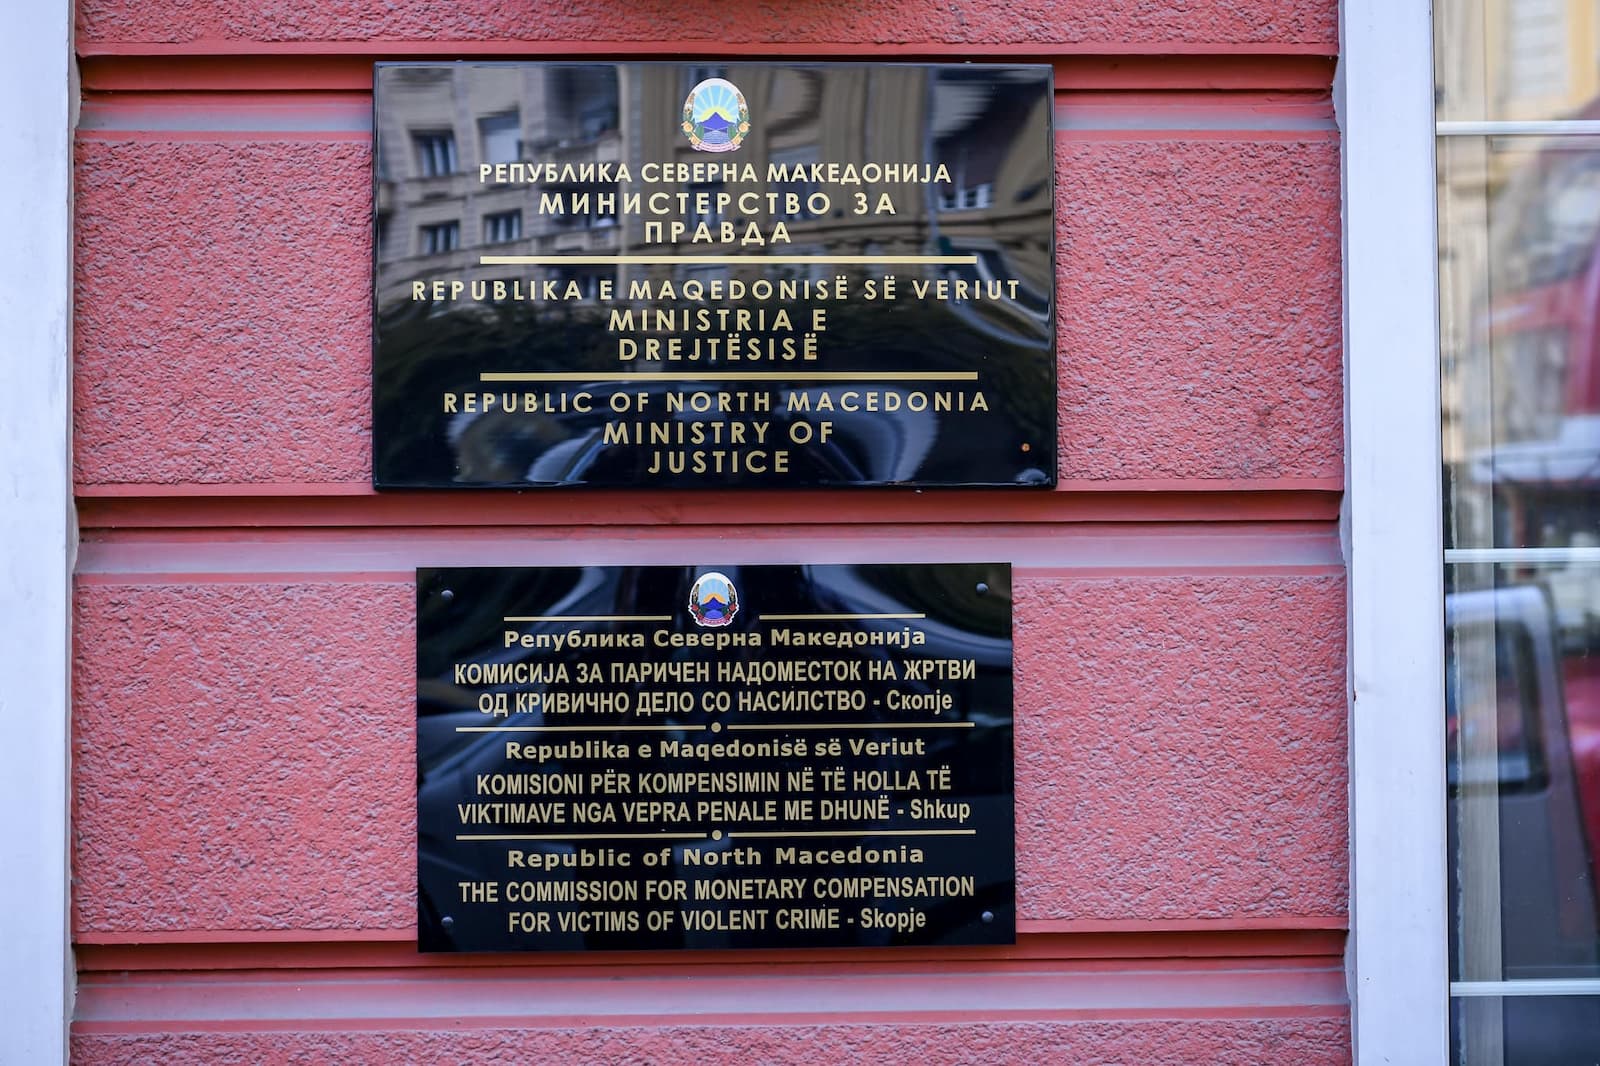 РЕПУБЛИКА СЕВЕРНА МАКЕДОНИЈА
МИНИСТЕРСТВО ЗА
ПРАВДА
REPUBLIKA E MAQEDONISË SË VERIUT
MINISTRIA E
DREJTËSISË
REPUBLIC OF NORTH MACEDONIA
MINISTRY OF
JUSTICE
Република Северна Македонија
КОМИСИЈА ЗА ПАРИЧЕН НАДОМЕСТОК НА ЖРТВИ
ОД КРИВИЧНО ДЕЛО СО НАСИЛСТВО - Скопје
Republika e Maqedonisë së Veriut
KOMISIONI PËR KOMPENSIMIN NË TË HOLLA TË
VIKTIMAVE NGA VEPRA PENALE ME DHUNË - Shkup
Republic of North Macedonia
THE COMMISSION FOR MONETARY COMPENSATION
FOR VICTIMS OF VIOLENT CRIME - Skopje